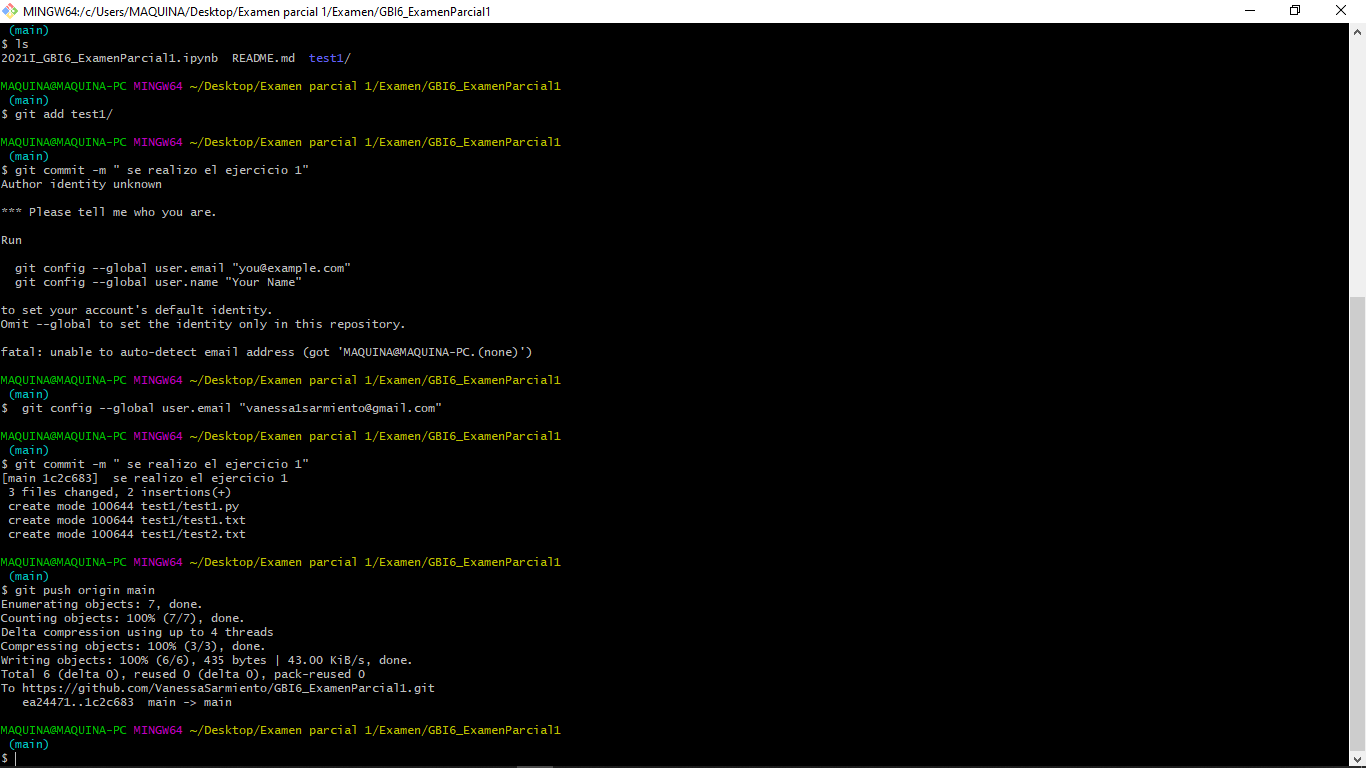 MINGW64:/c/Users/MAQUINA/Desktop/Examen parcial 1/Examen/GBI6_ExamenParcial1
(main)
$ ls
2021I_GBI6_ExamenParcial1.ipynb  README.md  test1/
MAQUINA@MAQUINA-PC MINGW64 ~/Desktop/Examen parcial 1/Examen/GBI6_ExamenParcial1
(main)
$ git add test1/
MAQUINA@MAQUINA-PC MINGW64 ~/Desktop/Examen parcial 1/Examen/GBI6_ExamenParcial1
(main)
$ git commit -m " se realizo el ejercicio 1"
Author identity unknown
*** Please tell me who you are.
Run
  git config --global user.email "you@example.com"
  git config --global user.name "Your Name"
to set your account's default identity.
Omit --global to set the identity only in this repository.
fatal: unable to auto-detect email address (got 'MAQUINA@MAQUINA-PC.(none)')
MAQUINA@MAQUINA-PC MINGW64 ~/Desktop/Examen parcial 1/Examen/GBI6_ExamenParcial1
(main)
$  git config --global user.email "vanessa1sarmiento@gmail.com"
MAQUINA@MAQUINA-PC MINGW64 ~/Desktop/Examen parcial 1/Examen/GBI6_ExamenParcial1
(main)
$ git commit -m " se realizo el ejercicio 1"
[main 1c2c683]  se realizo el ejercicio 1
 3 files changed, 2 insertions(+)
 create mode 100644 test1/test1.py
 create mode 100644 test1/test1.txt
 create mode 100644 test1/test2.txt
MAQUINA@MAQUINA-PC MINGW64 ~/Desktop/Examen parcial 1/Examen/GBI6_ExamenParcial1
(main)
$ git push origin main
Enumerating objects: 7, done.
Counting objects: 100% (7/7), done.
Delta compression using up to 4 threads
Compressing objects: 100% (3/3), done.
Writing objects: 100% (6/6), 435 bytes | 43.00 KiB/s, done.
Total 6 (delta 0), reused 0 (delta 0), pack-reused 0
To https://github.com/VanessaSarmiento/GBI6_ExamenParcial1.git
   ea24471..1c2c683  main -> main
MAQUINA@MAQUINA-PC MINGW64 ~/Desktop/Examen parcial 1/Examen/GBI6_ExamenParcial1
(main)
$